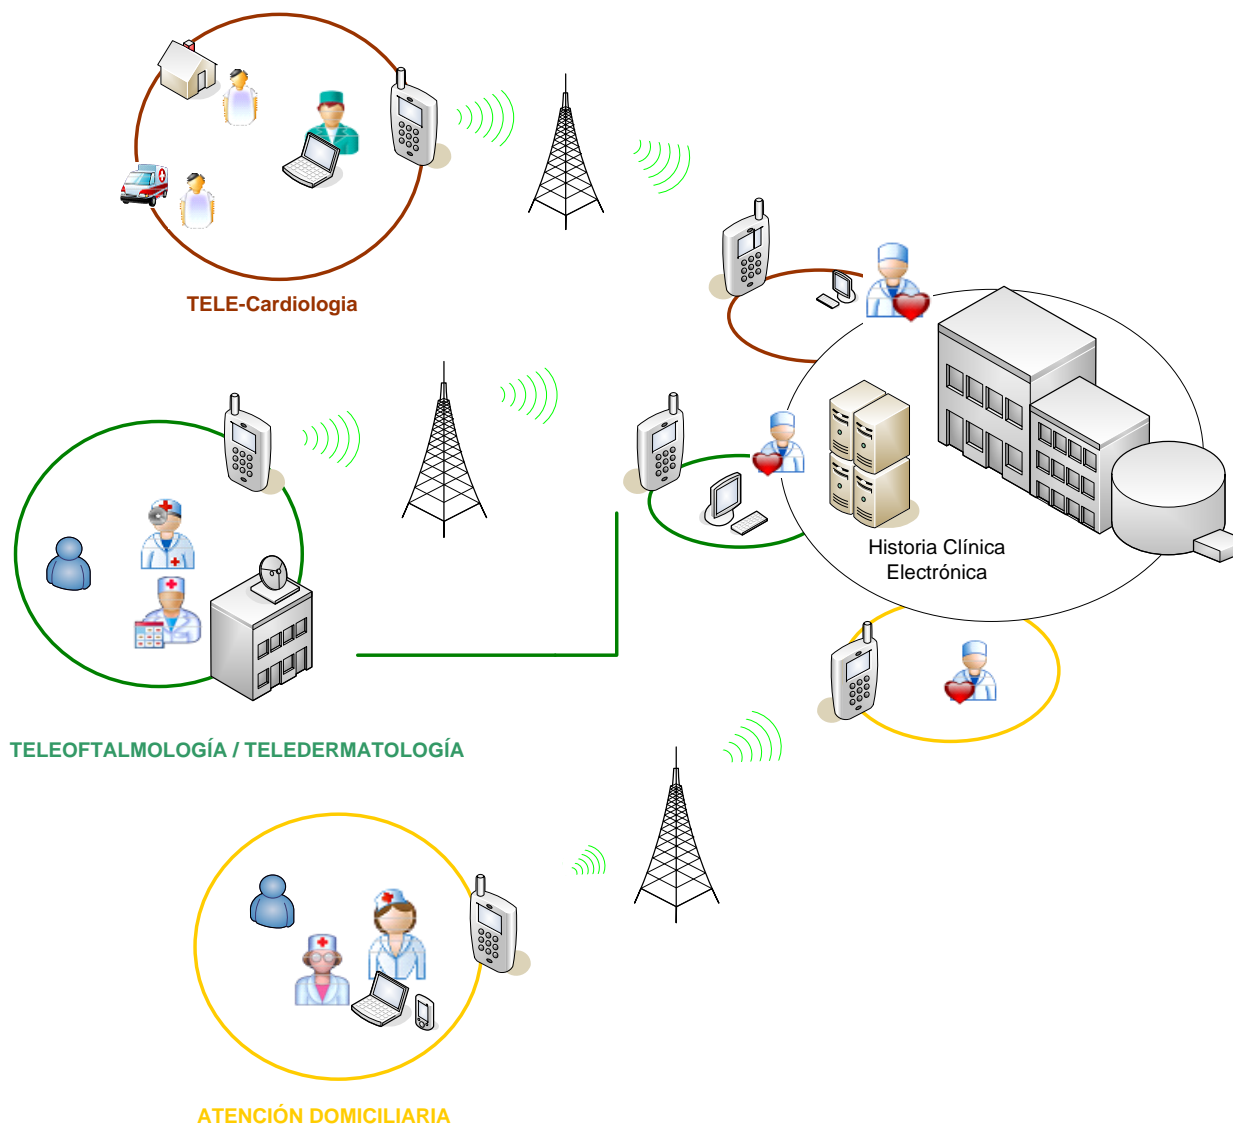 TELE-Cardiologia
Historia Clínica
Electrónica
TELEOFTALMOLOGÍA / TELEDERMATOLOGÍA
ATENCIÓN DOMICILIARIA